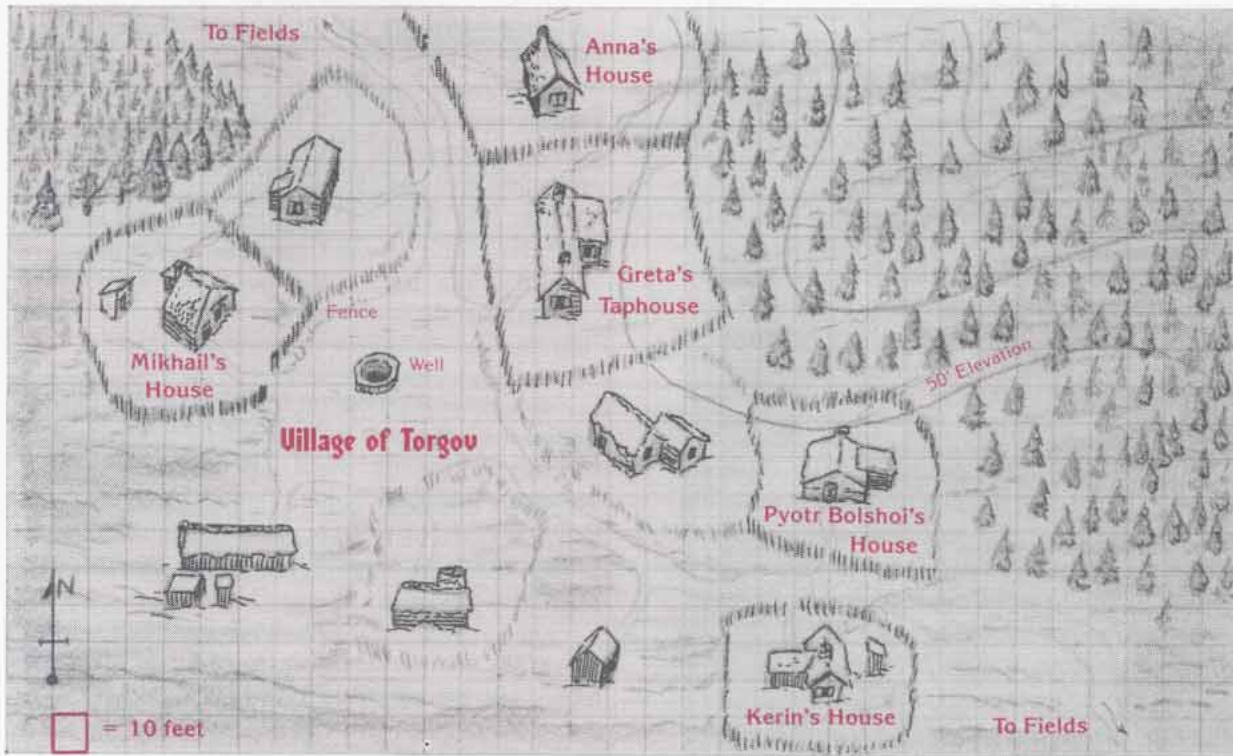 To Fields
Anna's
House
Greta's
Taphouse
Fence
Mikhail's
House
Well
50' Elevation
Village of Torgov
Pyotr Bolshoi's
House
N
Kerin's House
To Fields
= 10 feet